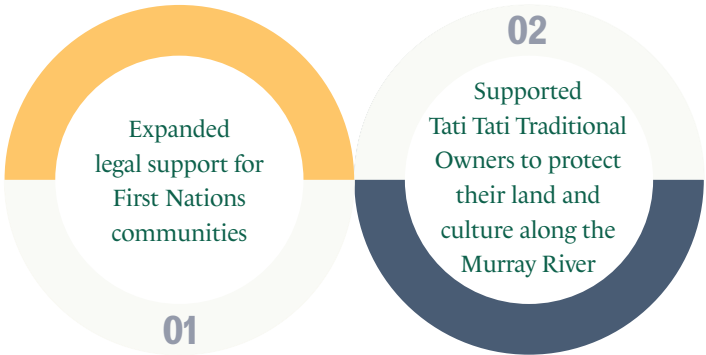 Expanded
legal support for
First Nations
communities
01
02
Supported
Tati Tati Traditional
Owners to protect
their land and
culture along the
Murray River